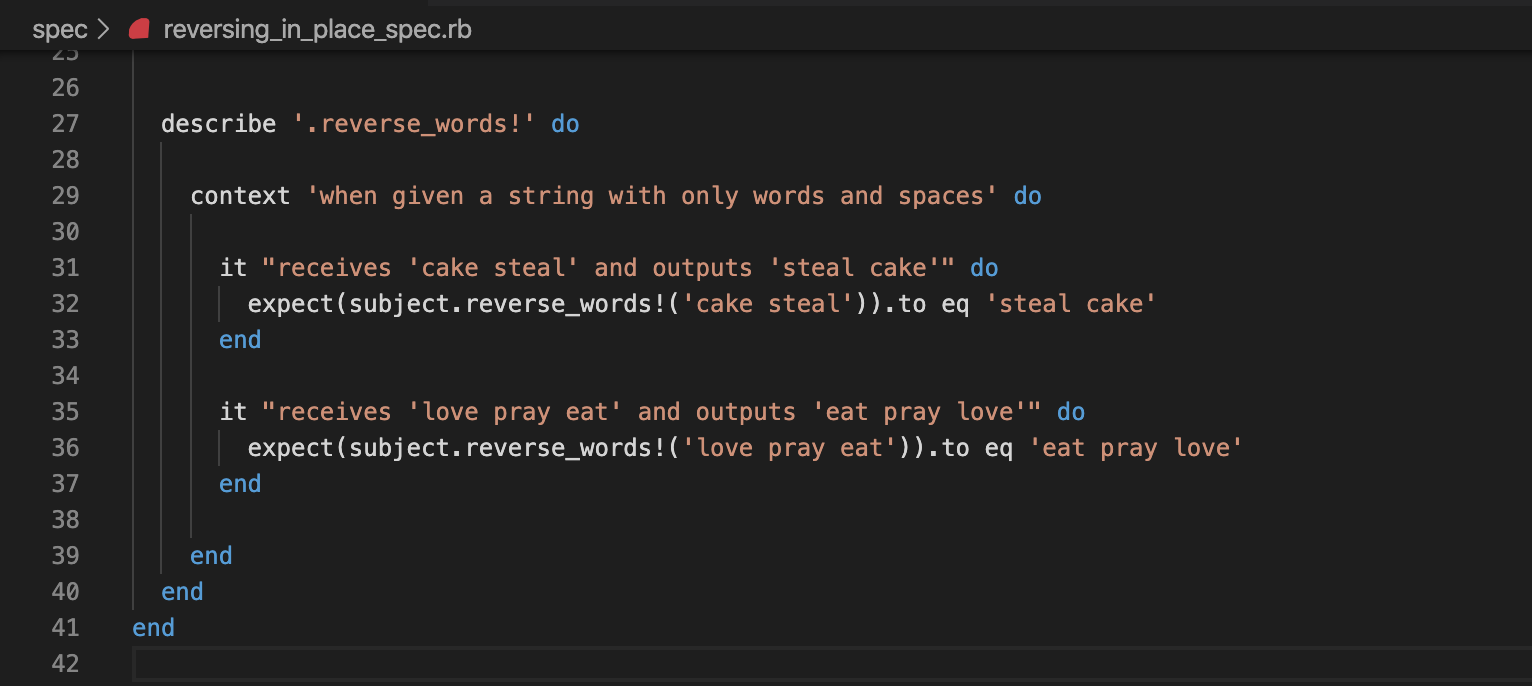 spec > reversing_in_place_spec.rb
25
26
27 describe '.reverse_words!' do
28
29 context 'when given a string with only words and spaces' do
30
31 it "receives 'cake steal' and outputs 'steal cake'" do
32 expect(subject.reverse_words!('cake steal')).to eq 'steal cake'
33 end
34
35 it "receives 'love pray eat' and outputs 'eat pray love'" do
36 expect(subject.reverse_words!('love pray eat')).to eq 'eat pray love'
37 end
38
39 end
40 end
41 end
42